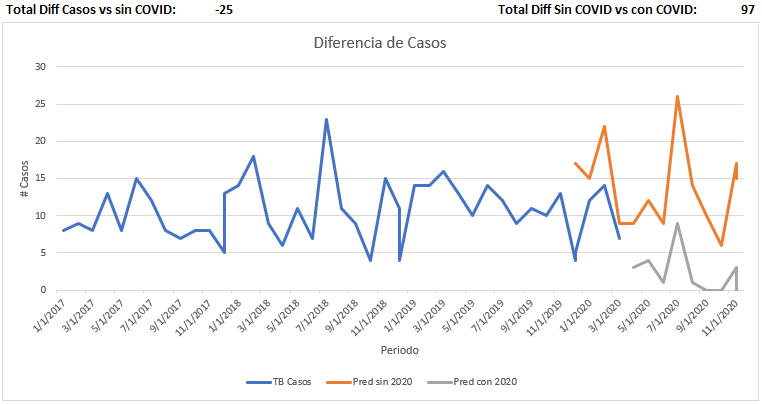 Total Diff Casos vs sin COVID: -25 Total Diff Sin COVID vs con COVID: 97
Diferencia de Casos
30
25
20
15
10
5
0
# Casos
1/1/2017 3/1/2017 5/1/2017 7/1/2017 9/1/2017 11/1/2017 1/1/2018 3/1/2018 5/1/2018 7/1/2018 9/1/2018 11/1/2018 1/1/2019 3/1/2019 5/1/2019 7/1/2019 9/1/2019 11/1/2019 1/1/2020 3/1/2020 5/1/2020 7/1/2020 9/1/2020 11/1/2020
Periodo
TB Casos Pred sin 2020 Pred con 2020